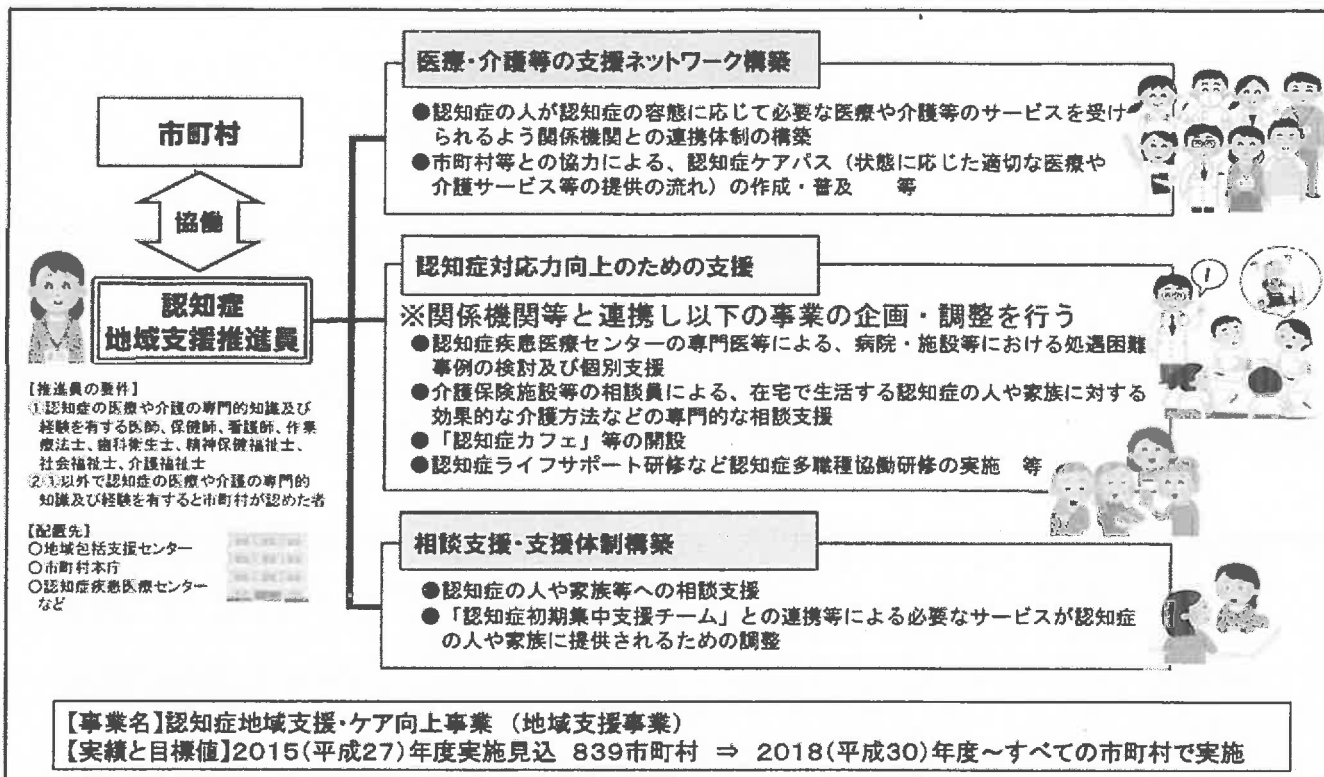 市町村
協働
認知症
地域支援推進員
【推進員の要件】
①認知症の医療や介護の専門的知識及び
経験を有する医師、保健師、看護師、作業
療法士、歯科衛生士、精神保健福祉士、
社会福祉士、介護福祉士
②①以外で認知症の医療や介護の専門的
知識及び経験を有すると市町村が認めた者
【配置先】
○地域包括支援センター
○市町村本庁
○認知症疾患医療センター
など
医療・介護等の支援ネットワーク構築
●認知症の人が認知症の容態に応じて必要な医療や介護等のサービスを受け
られるよう関係機関との連携体制の構築
●市町村等との協力による、認知症ケアパス（状態に応じた適切な医療や
介護サービス等の提供の流れ）の作成・普及　等
認知症対応力向上のための支援
※関係機関等と連携し以下の事業の企画・調整を行う
●認知症疾患医療センターの専門医等による、病院・施設等における処遇困難
事例の検討及び個別支援
●介護保険施設等の相談員による、在宅で生活する認知症の人や家族に対する
効果的な介護方法などの専門的な相談支援
●「認知症カフェ」等の開設
●認知症ライフサポート研修など認知症多職種協働研修の実施　等
!
相談支援・支援体制構築
●認知症の人や家族等への相談支援
●「認知症初期集中支援チーム」との連携等による必要なサービスが認知症
の人や家族に提供されるための調整
【事業名】認知症地域支援・ケア向上事業 （地域支援事業）
【実績と目標値】2015(平成27)年度実施見込 839市町村 ⇒ 2018(平成30)年度～すべての市町村で実施